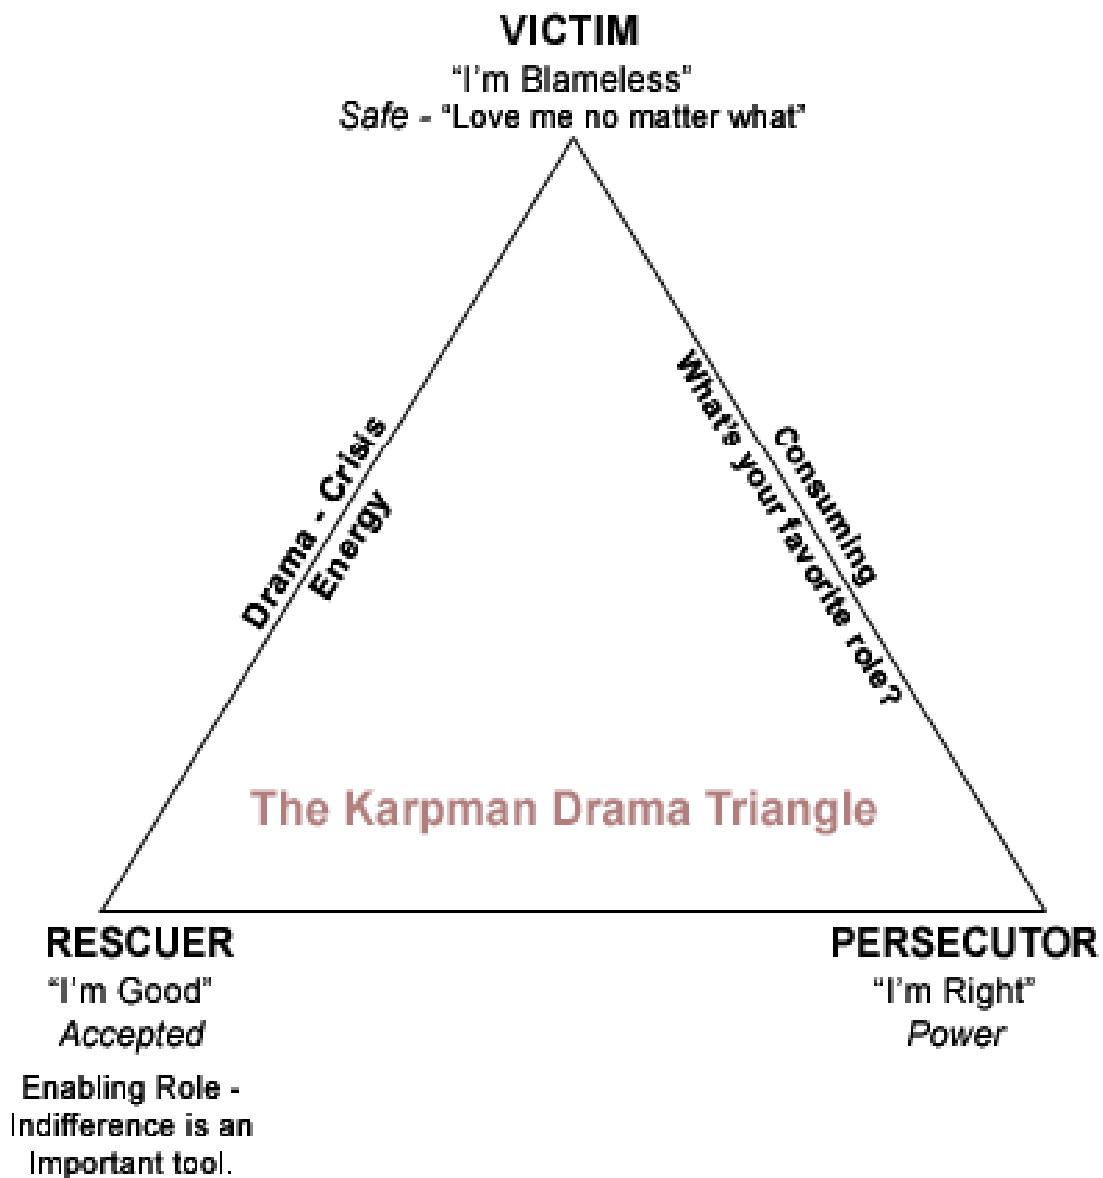 VICTIM
“I’m Blameless”
Safe - “Love me no matter what”
Drama - Crisis
Energy
Consuming
What’s your favorite role?
The Karpman Drama Triangle
RESCUER
“I’m Good”
Accepted
Enabling Role -
Indifference is an
Important tool.
PERSECUTOR
“I’m Right”
Power